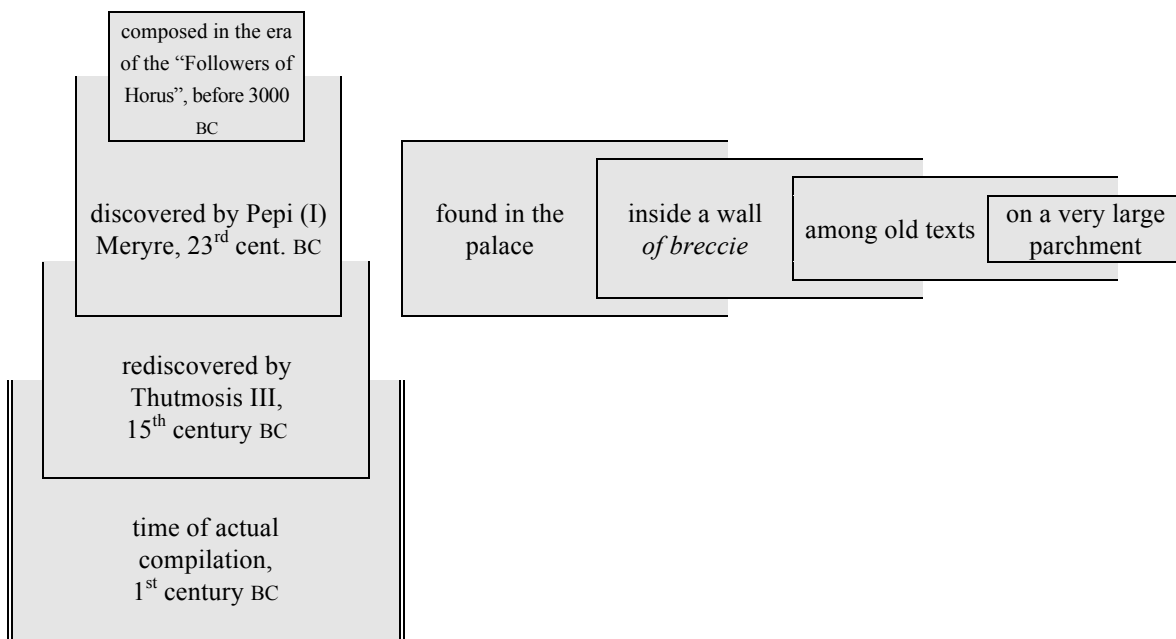 composed in the era
of the “Followers of
Horus”, before 3000
BC
discovered by Pepi (I)
Meryre, 23rd cent. BC
found in the
palace
inside a wall
of breccie
among old texts
on a very large
parchment
rediscovered by
Thutmosis III,
15th century BC
time of actual
compilation,
1st century BC